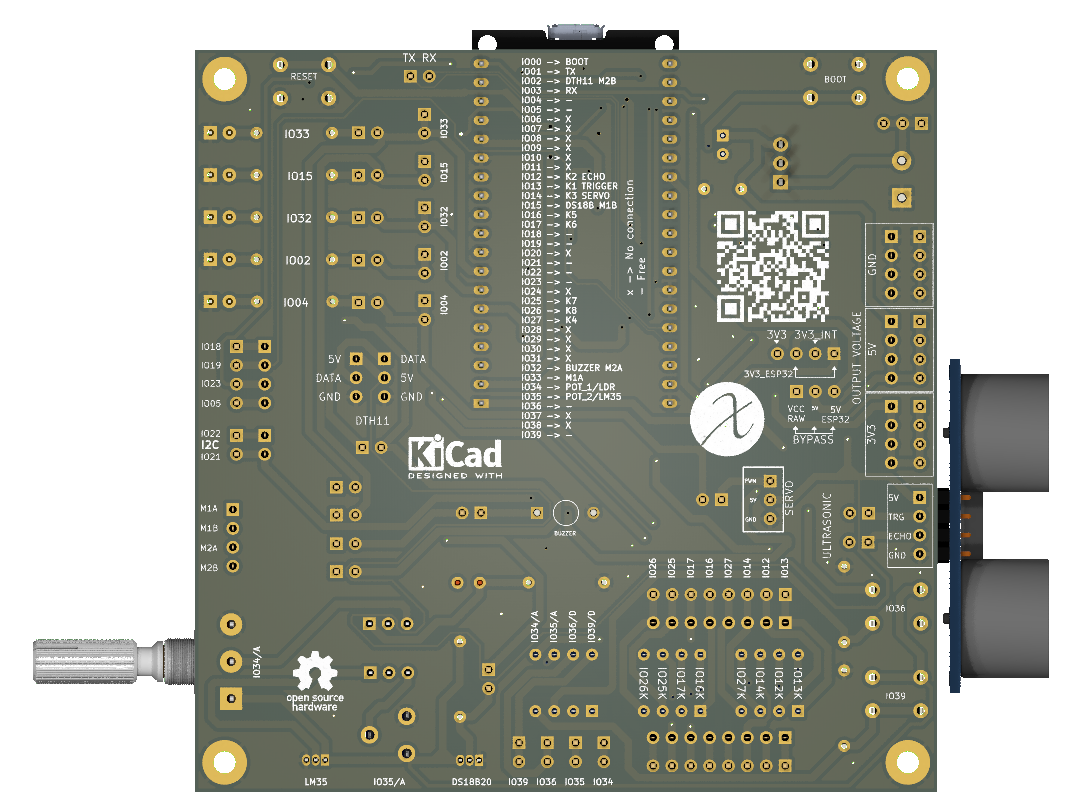 TX RX
RESET
BOOT
IO00 --> BOOT
IO01 --> TX
IO02 --> DTH11 M2B
IO03 --> RX
IO04 --> -
IO05 --> -
IO06 --> X
IO07 --> X
IO08 --> X
IO09 --> X
IO10 --> X
IO11 --> X
IO12 --> K2 ECHO
IO13 --> K1 TRIGGER
IO14 --> K3 SERVO
IO15 --> DS18B M1B
IO16 --> K5
IO17 --> K6
IO18 --> -
IO19 --> -
IO20 --> X
IO21 --> -
IO22 --> -
IO23 --> -
IO24 --> X
IO25 --> K7
IO26 --> K8
IO27 --> K4
IO28 --> X
IO29 --> X
IO30 --> X
IO31 --> X
IO32 --> BUZZER M2A
IO33 --> M1A
IO34 --> POT_1/LDR
IO35 --> POT_2/LM35
IO36 --> -
IO37 --> X
IO38 --> X
IO39 --> -
x --> No connection
- --> Free
IO33
IO15
IO32
IO02
IO04
IO33
IO15
IO32
IO02
IO04
IO18
IO19
IO23
IO05
IO22
I2C
IO21
5V
DATA
GND
DATA
5V
GND
DTH11
KiCad
DESIGNED WITH
M1A
M1B
M2A
M2B
GND
5V
3V3
OUTPUT VOLTAGE
3V3 3V3_INT
3V3_ESP32
VCC
RAW
5V
5V
ESP32
BYPASS
χ
PWM
5V
GND
SERVO
BUZZER
ULTRASONIC
5V
TRG
ECHO
GND
IO26
IO25
IO17
IO16
IO27
IO14
IO12
IO13
IO34/A
IO35/A
IO36/D
IO39/D
IO26K
IO25K
IO17K
IO16K
IO27K
IO14K
IO12K
IO13K
IO36
IO39
IO34/A
open source
hardware
LM35
IO35/A
DS18B20
IO39
IO36
IO35
IO34